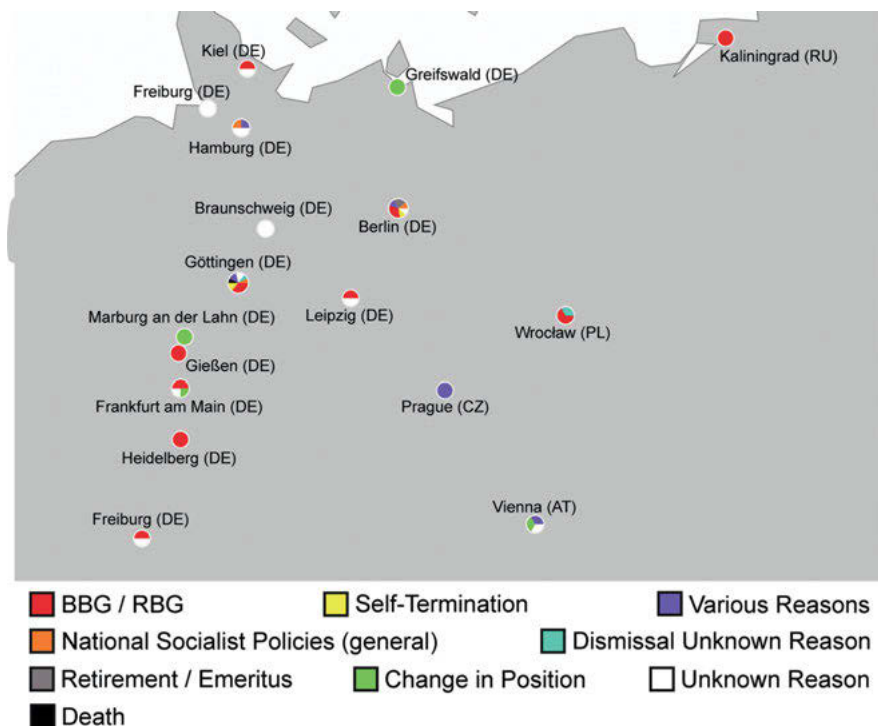 Kiel (DE)
Kaliningrad (RU)
Greifswald (DE)
Freiburg (DE)
Hamburg (DE)
Braunschweig (DE)
Berlin (DE)
Göttingen (DE)
Leipzig (DE)
Wrocław (PL)
Marburg an der Lahn (DE)
Gießen (DE)
Frankfurt am Main (DE)
Prague (CZ)
Heidelberg (DE)
Vienna (AT)
Freiburg (DE)
BBG / RBG
Self-Termination
Various Reasons
National Socialist Policies (general)
Dismissal Unknown Reason
Retirement / Emeritus
Change in Position
Unknown Reason
Death